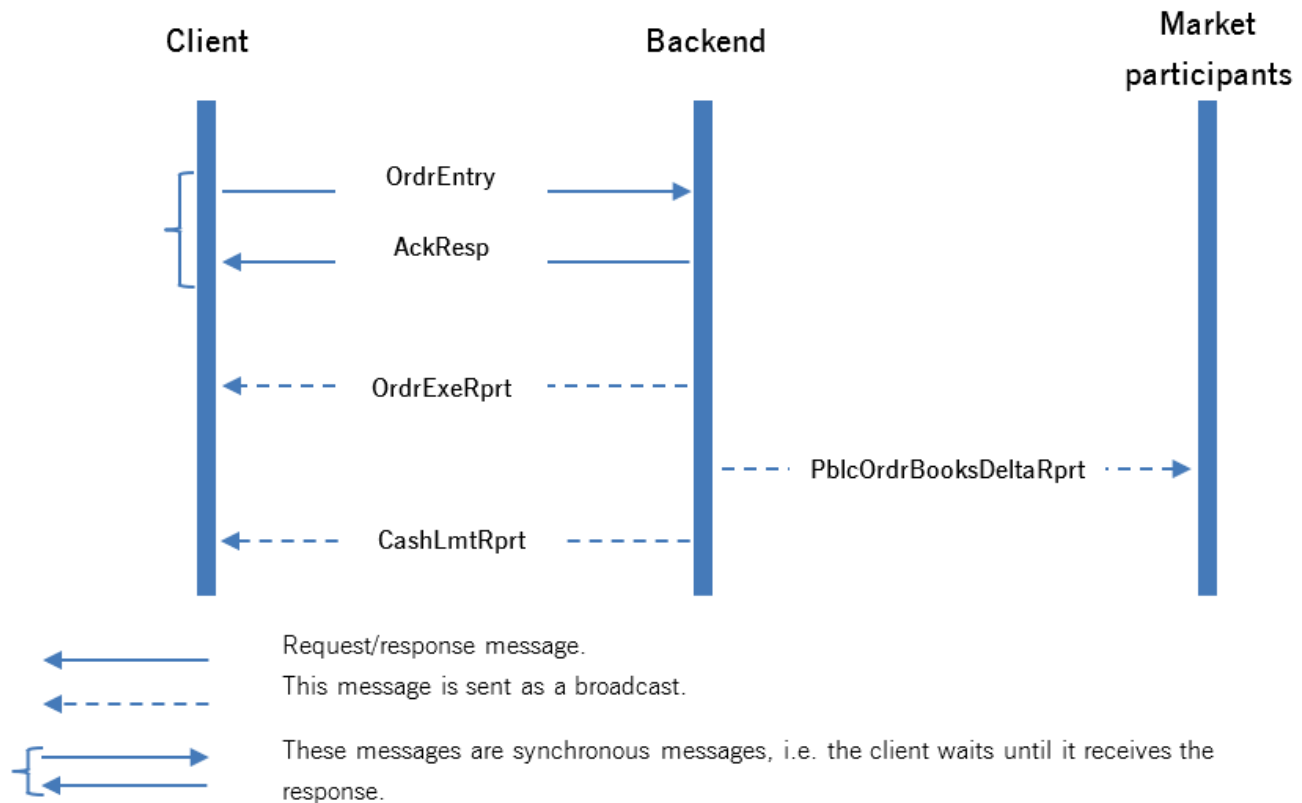 Client
Backend
Market
participants
OrdrEntry
AckResp
OrdrExeRprt
PblcOrdrBooksDeltaRprt
CashLmtRprt
Request/response message.
This message is sent as a broadcast.
These messages are synchronous messages, i.e. the client waits until it receives the
response.